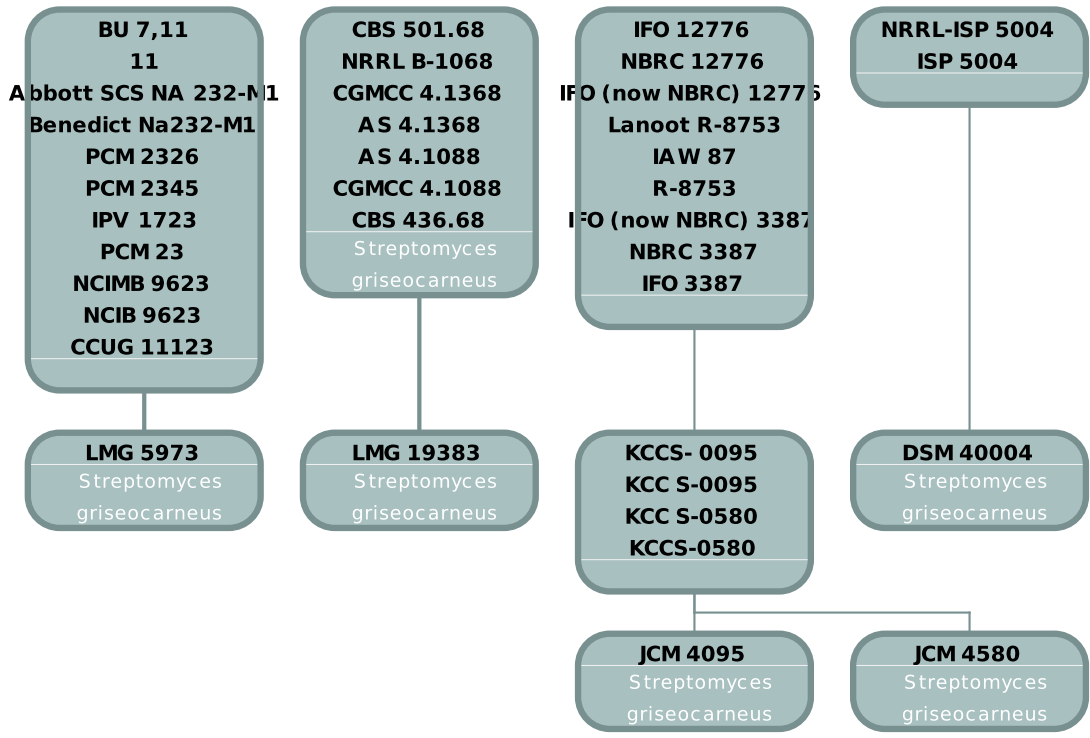 BU 7,11
11
Abbott SCS NA 232-M1
Benedict Na232-M1
PCM 2326
PCM 2345
IPV 1723
PCM 23
NCIMB 9623
NCIB 9623
CCUG 11123
CBS 501.68
NRRL B-1068
CGMCC 4.1368
AS 4.1368
AS 4.1088
CGMCC 4.1088
CBS 436.68
Streptomyces
griseocarneus
IFO 12776
NBRC 12776
IFO (now NBRC) 12776
Lanoot R-8753
IAW 87
R-8753
IFO (now NBRC) 3387
NBRC 3387
IFO 3387
NRRL-ISP 5004
ISP 5004
LMG 5973
Streptomyces
griseocarneus
LMG 19383
Streptomyces
griseocarneus
KCCS- 0095
KCC S-0095
KCC S-0580
KCCS-0580
DSM 40004
Streptomyces
griseocarneus
JCM 4095
Streptomyces
griseocarneus
JCM 4580
Streptomyces
griseocarneus